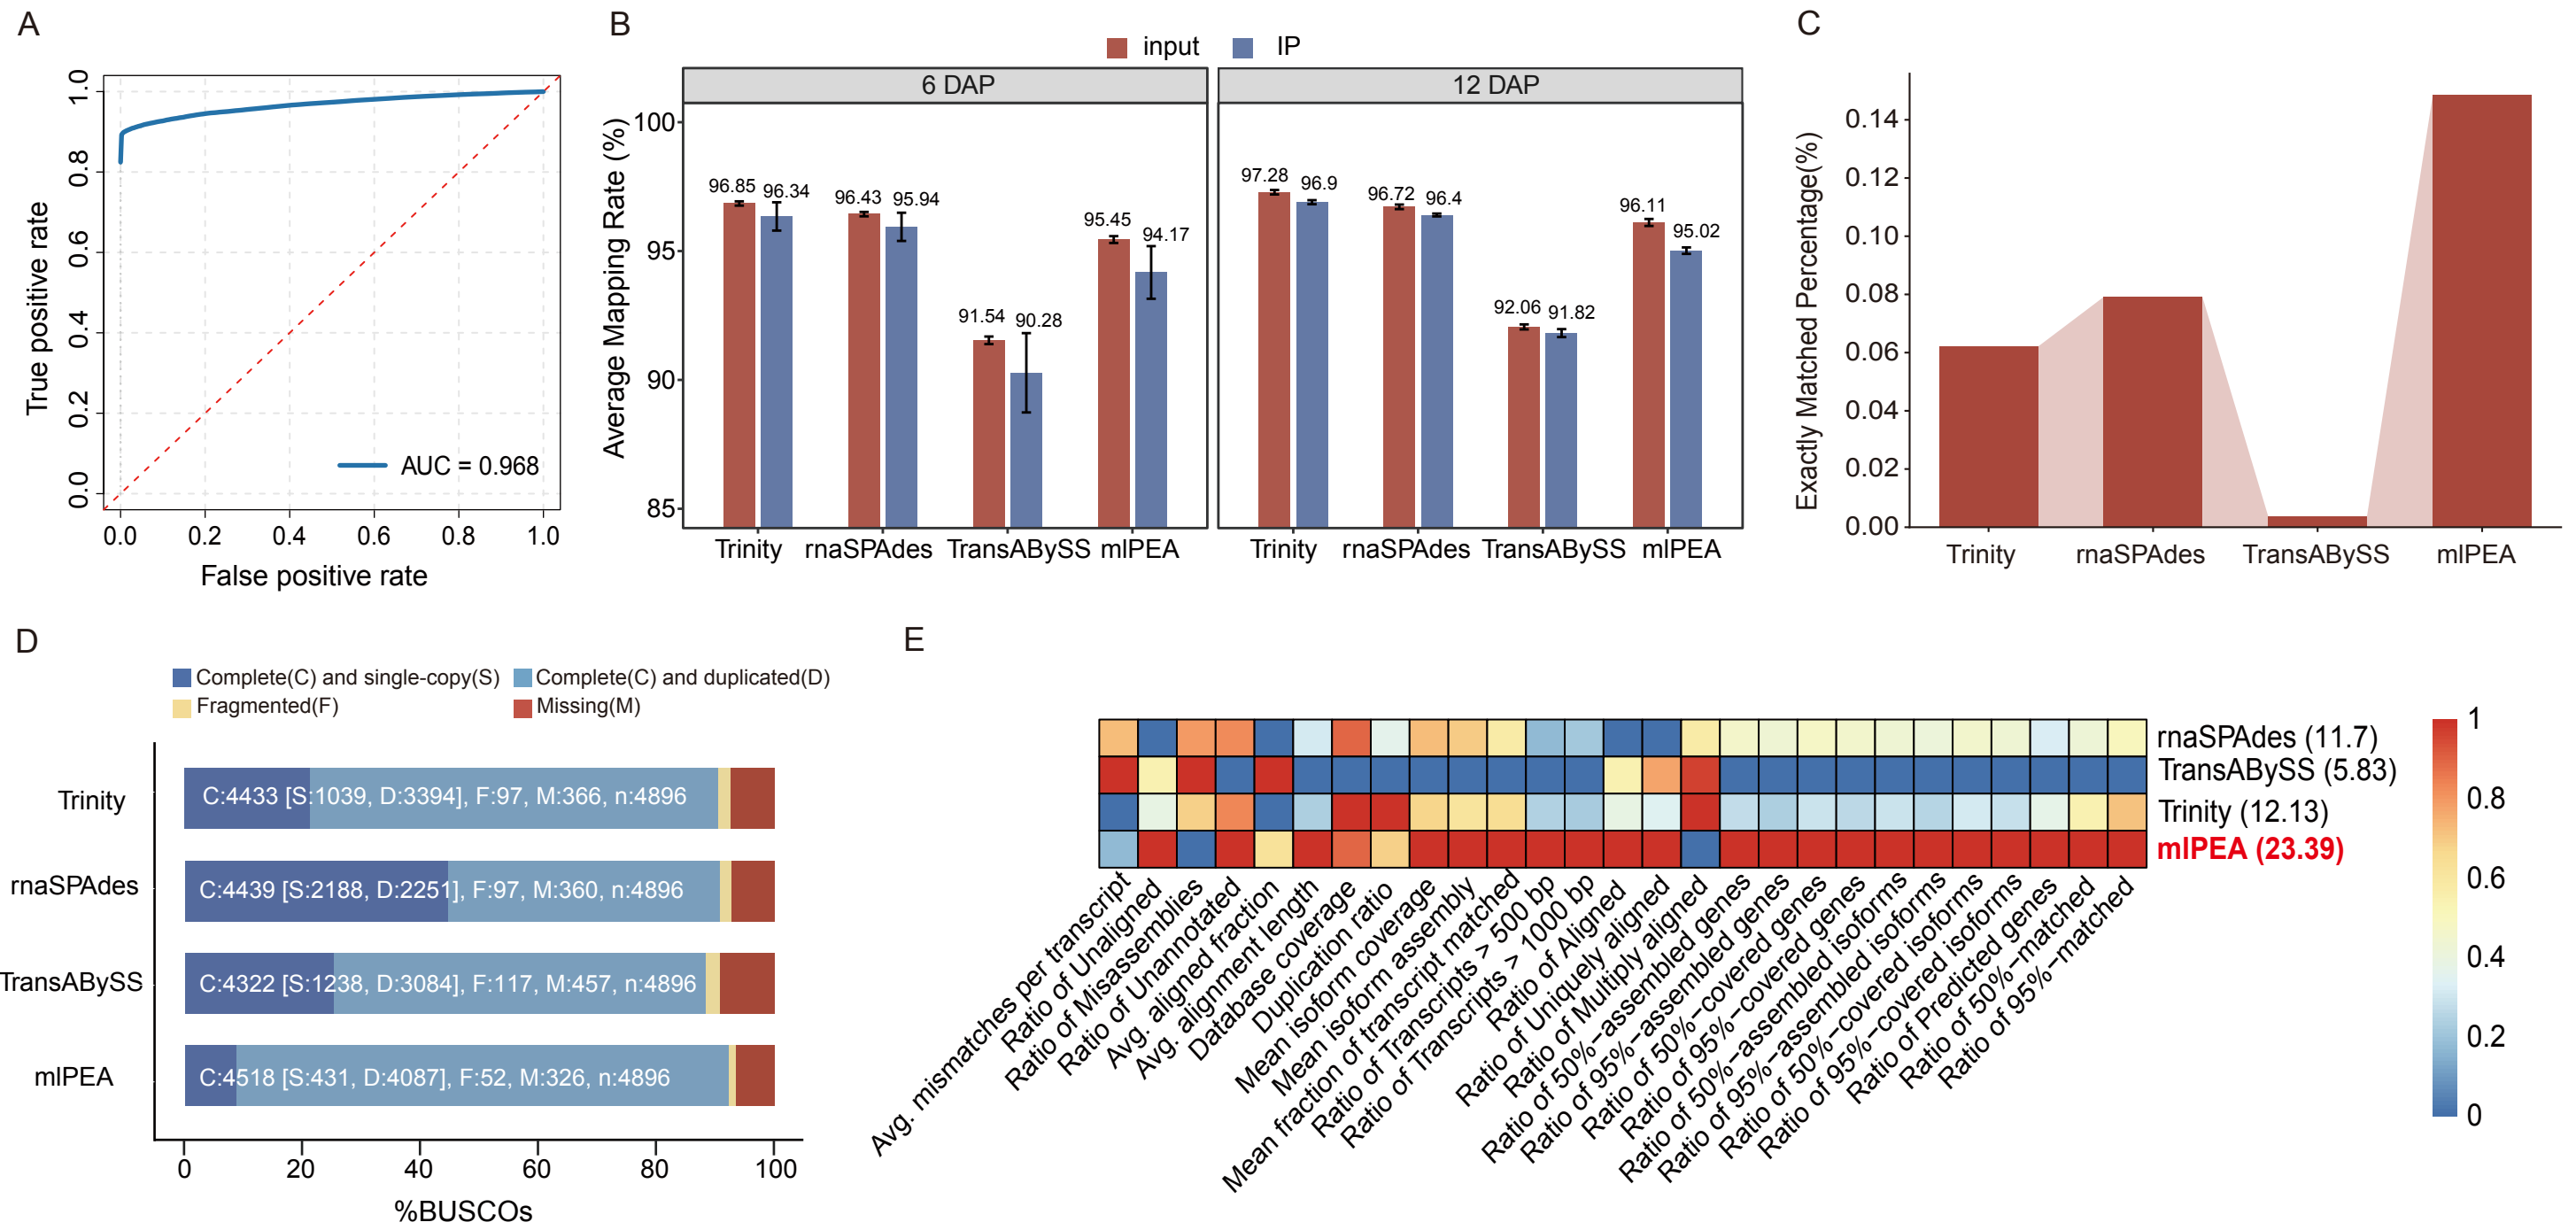 A
True positive rate
1.0
0.8
0.6
0.4
0.2
0.0
AUC = 0.968
0.0 0.2 0.4 0.6 0.8 1.0
False positive rate
B
input IP
6 DAP 12 DAP
Average Mapping Rate (%)
100
95
90
85
96.85 96.34 96.43 95.94 91.54 90.28 95.45 94.17
97.28 96.9 96.72 96.4 92.06 91.82 96.11 95.02
Trinity rnaSPAdes TransABySS mlPEA Trinity rnaSPAdes TransABySS mlPEA
C
Exactly Matched Percentage(%)
0.14
0.12
0.10
0.08
0.06
0.04
0.02
0.00
Trinity rnaSPAdes TransABySS mlPEA
D
Complete(C) and single-copy(S) Complete(C) and duplicated(D)
Fragmented(F) Missing(M)
Trinity C:4433 [S:1039, D:3394], F:97, M:366, n:4896
rnaSPAdes C:4439 [S:2188, D:2251], F:97, M:360, n:4896
TransABySS C:4322 [S:1238, D:3084], F:117, M:457, n:4896
mlPEA C:4518 [S:431, D:4087], F:52, M:326, n:4896
0 20 40 60 80 100
%BUSCOs
E
rnaSPAdes (11.7)
TransABySS (5.83)
Trinity (12.13)
mlPEA (23.39)
1
0.8
0.6
0.4
0.2
0
Avg. mismatches per transcript
Ratio of Unaligned
Ratio of Misassemblies
Ratio of Unannotated
Avg. aligned fraction
Avg. alignment length
Database coverage
Duplication ratio
Mean isoform coverage
Mean isoform assembly
Mean fraction of transcript matched
Ratio of Transcripts > 500 bp
Ratio of Transcripts > 1000 bp
Ratio of Aligned
Ratio of Uniquely aligned
Ratio of Multiply aligned
Ratio of 50%−assembled genes
Ratio of 95%−assembled genes
Ratio of 50%−covered genes
Ratio of 95%−covered genes
Ratio of 50%−assembled isoforms
Ratio of 95%−assembled isoforms
Ratio of 50%−covered isoforms
Ratio of 95%−covered isoforms
Ratio of Predicted genes
Ratio of 50%−matched
Ratio of 95%−matched